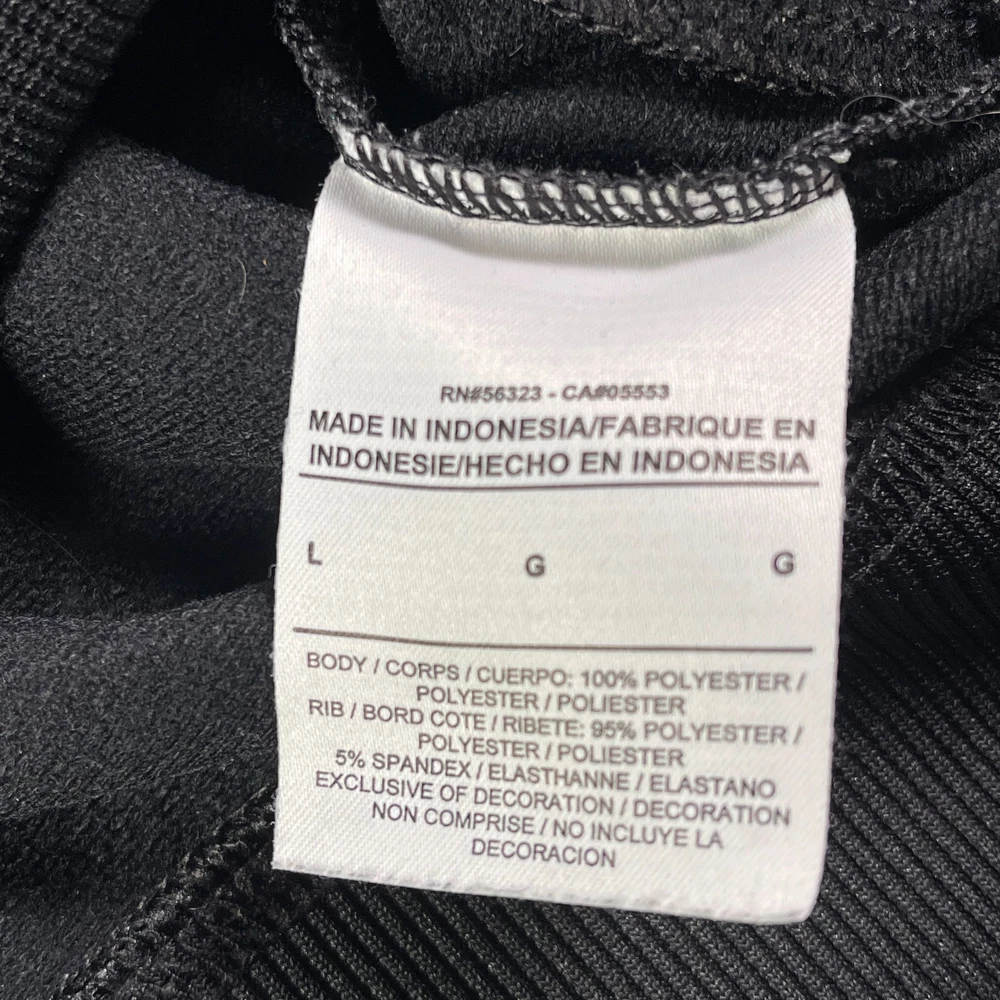 RN#56323 - CA#05553
MADE IN INDONESIA/FABRIQUE EN
INDONESIE/HECHO EN INDONESIA
L G G
BODY / CORPS / CUERPO: 100% POLYESTER /
POLYESTER / POLIESTER
RIB / BORD COTE / RIBETE: 95% POLYESTER /
POLYESTER / POLIESTER
5% SPANDEX / ELASTHANNE / ELASTANO
EXCLUSIVE OF DECORATION / DECORATION
NON COMPRISE / NO INCLUYE LA
DECORACION